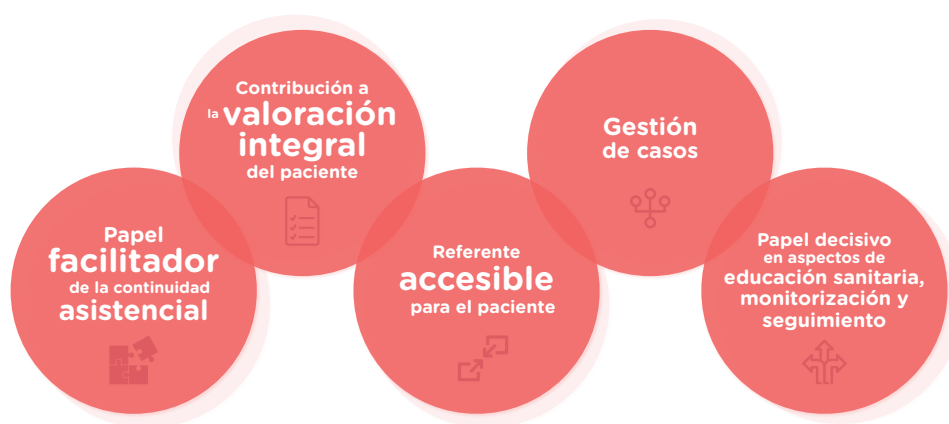 Papel
facilitador
de la continuidad
asistencial
Contribución a
la valoración
integral
del paciente
Referente
accesible
para el paciente
Gestión
de casos
Papel decisivo
en aspectos de
educación sanitaria,
monitorización y
seguimiento